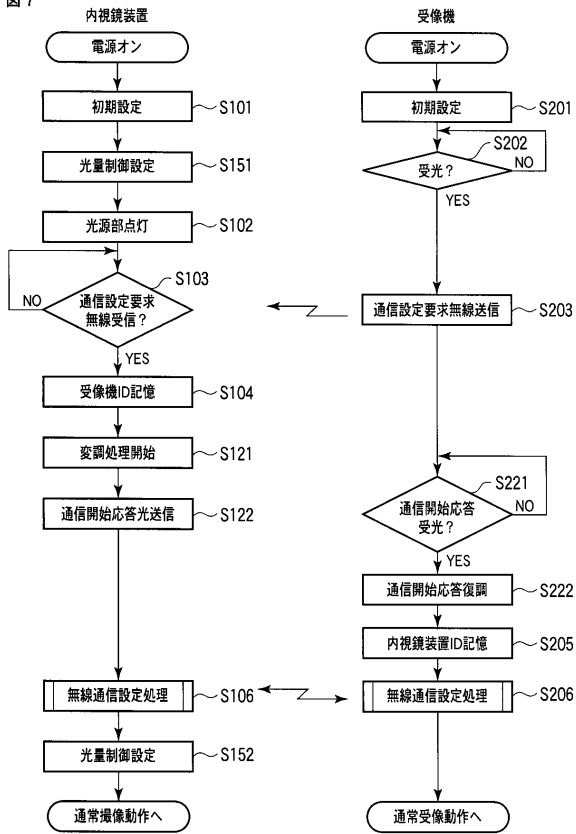 図7
内視鏡装置
電源オン
初期設定
S101
光量制御設定
S151
光源部点灯
S102
S103
通信設定要求
無線受信？
NO
YES
受像機ID記憶
S104
変調処理開始
S121
通信開始応答光送信
S122
無線通信設定処理
S106
光量制御設定
S152
通常撮像動作へ
受像機
電源オン
初期設定
S201
S202
受光？
NO
YES
通信設定要求無線送信
S203
S221
通信開始応答
受光？
NO
YES
通信開始応答復調
S222
内視鏡装置ID記憶
S205
無線通信設定処理
S206
通常受像動作へ